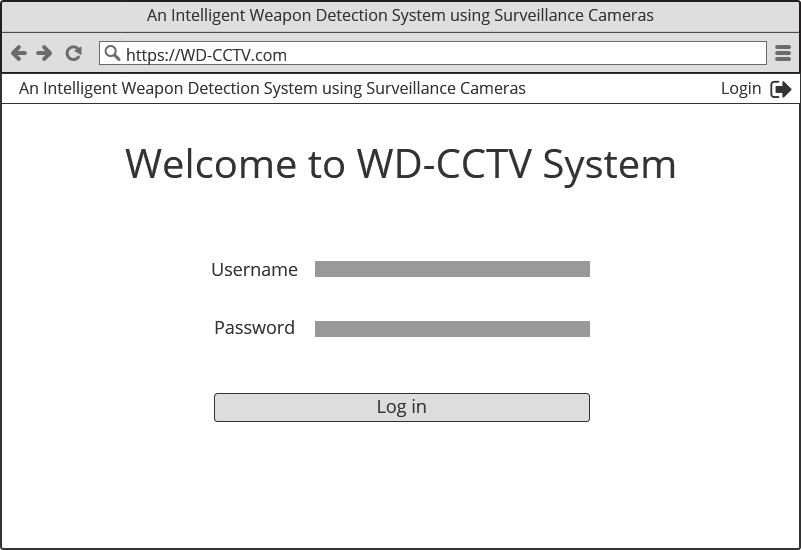 An Intelligent Weapon Detection System using Surveillance Cameras
https://WD-CCTV.com
An Intelligent Weapon Detection System using Surveillance Cameras Login
Welcome to WD-CCTV System
Username
Password
Log in